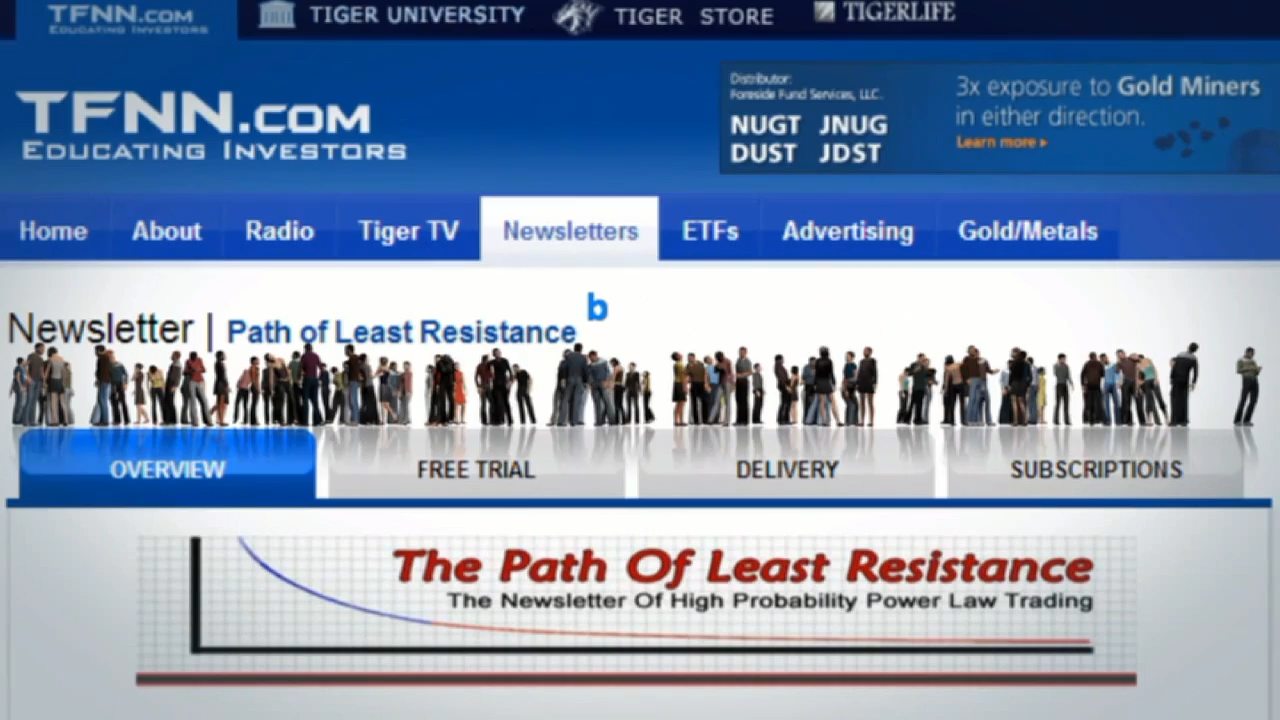 TFNN.COM
EDUCATING INVESTORS
TIGER UNIVERSITY
TIGER STORE
TIGERLIFE
TFNN.COM
EDUCATING INVESTORS
Distributor:
Foreside Fund Services, LLC.
NUGT JNUG
DUST JDST
3x exposure to Gold Miners
in either direction.
Learn more
Home About Radio Tiger TV Newsletters ETFs Advertising Gold/Metals
b
Newsletter | Path of Least Resistance
OVERVIEW FREE TRIAL DELIVERY SUBSCRIPTIONS
The Path Of Least Resistance
The Newsletter Of High Probability Power Law Trading